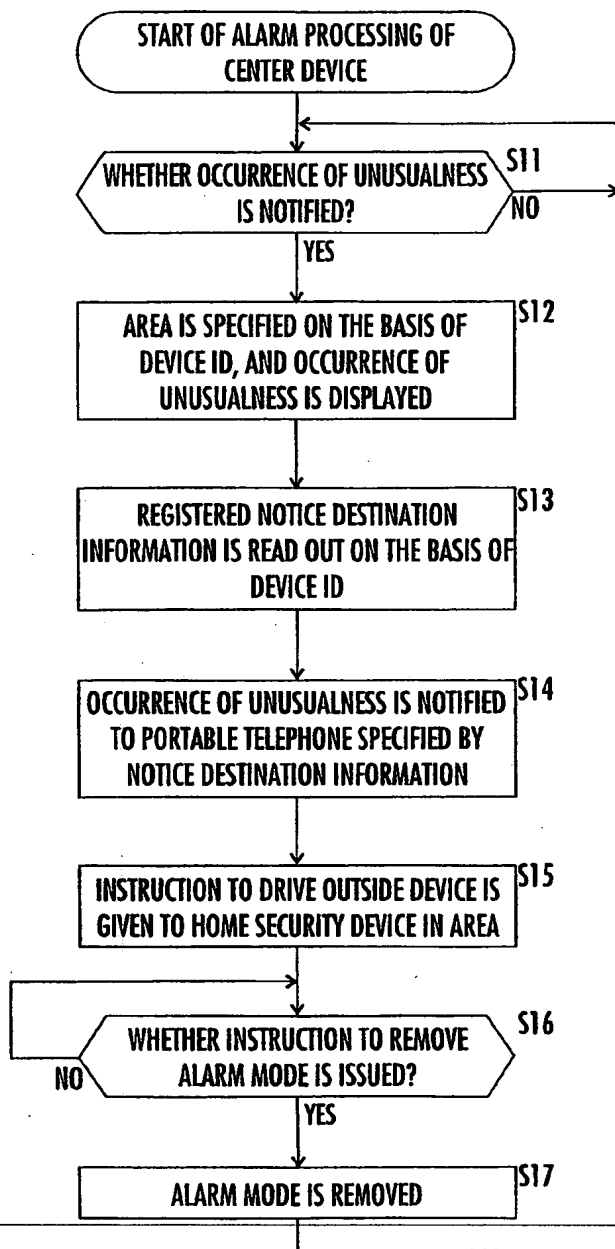 START OF ALARM PROCESSING OF
CENTER DEVICE
S11
WHETHER OCCURRENCE OF UNUSUALNESS
IS NOTIFIED?
NO
YES
S12
AREA IS SPECIFIED ON THE BASIS OF
DEVICE ID, AND OCCURRENCE OF
UNUSUALNESS IS DISPLAYED
S13
REGISTERED NOTICE DESTINATION
INFORMATION IS READ OUT ON THE BASIS OF
DEVICE ID
S14
OCCURRENCE OF UNUSUALNESS IS NOTIFIED
TO PORTABLE TELEPHONE SPECIFIED BY
NOTICE DESTINATION INFORMATION
S15
INSTRUCTION TO DRIVE OUTSIDE DEVICE IS
GIVEN TO HOME SECURITY DEVICE IN AREA
S16
WHETHER INSTRUCTION TO REMOVE
ALARM MODE IS ISSUED?
NO
YES
S17
ALARM MODE IS REMOVED